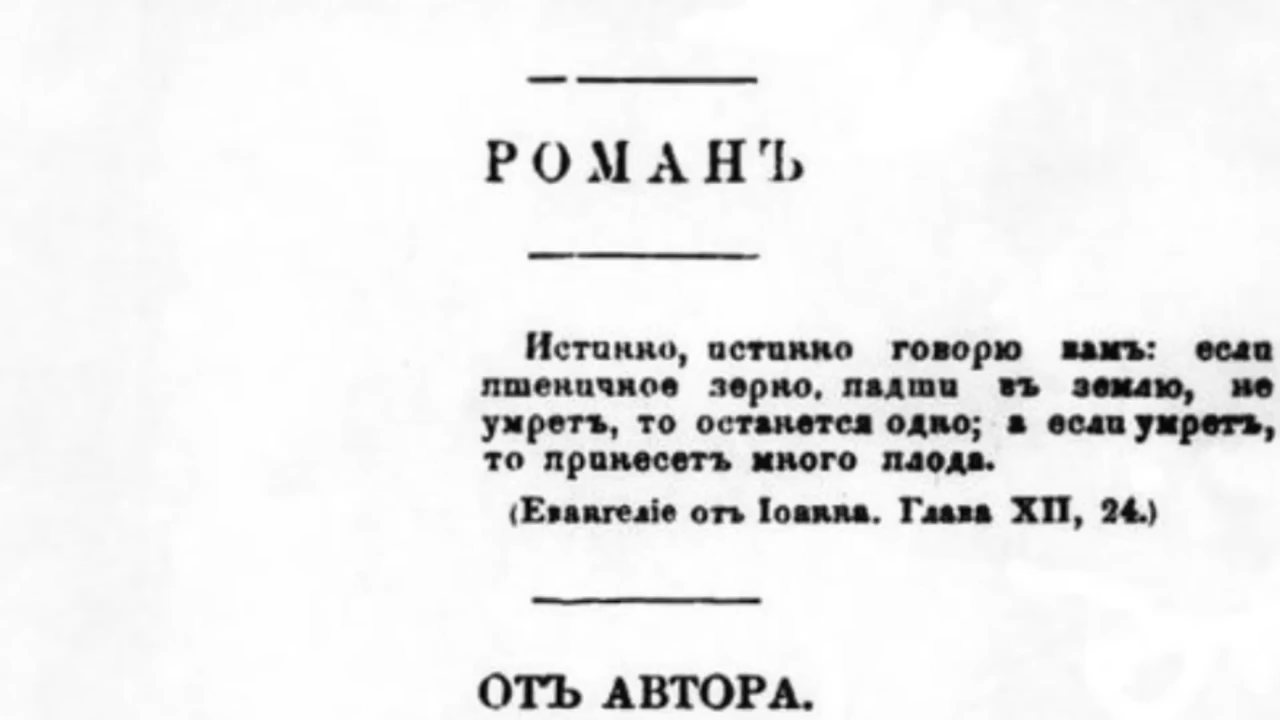 РОМАНЪ
Истинно, истинно говорю вамъ: если
пшеничное зерно, падши въ землю, не
умретъ, то останется одно; а если умретъ,
то принесетъ много плода.
(Евангеліе отъ Іоанна. Глава XII, 24.)
ОТЪ АВТОРА.